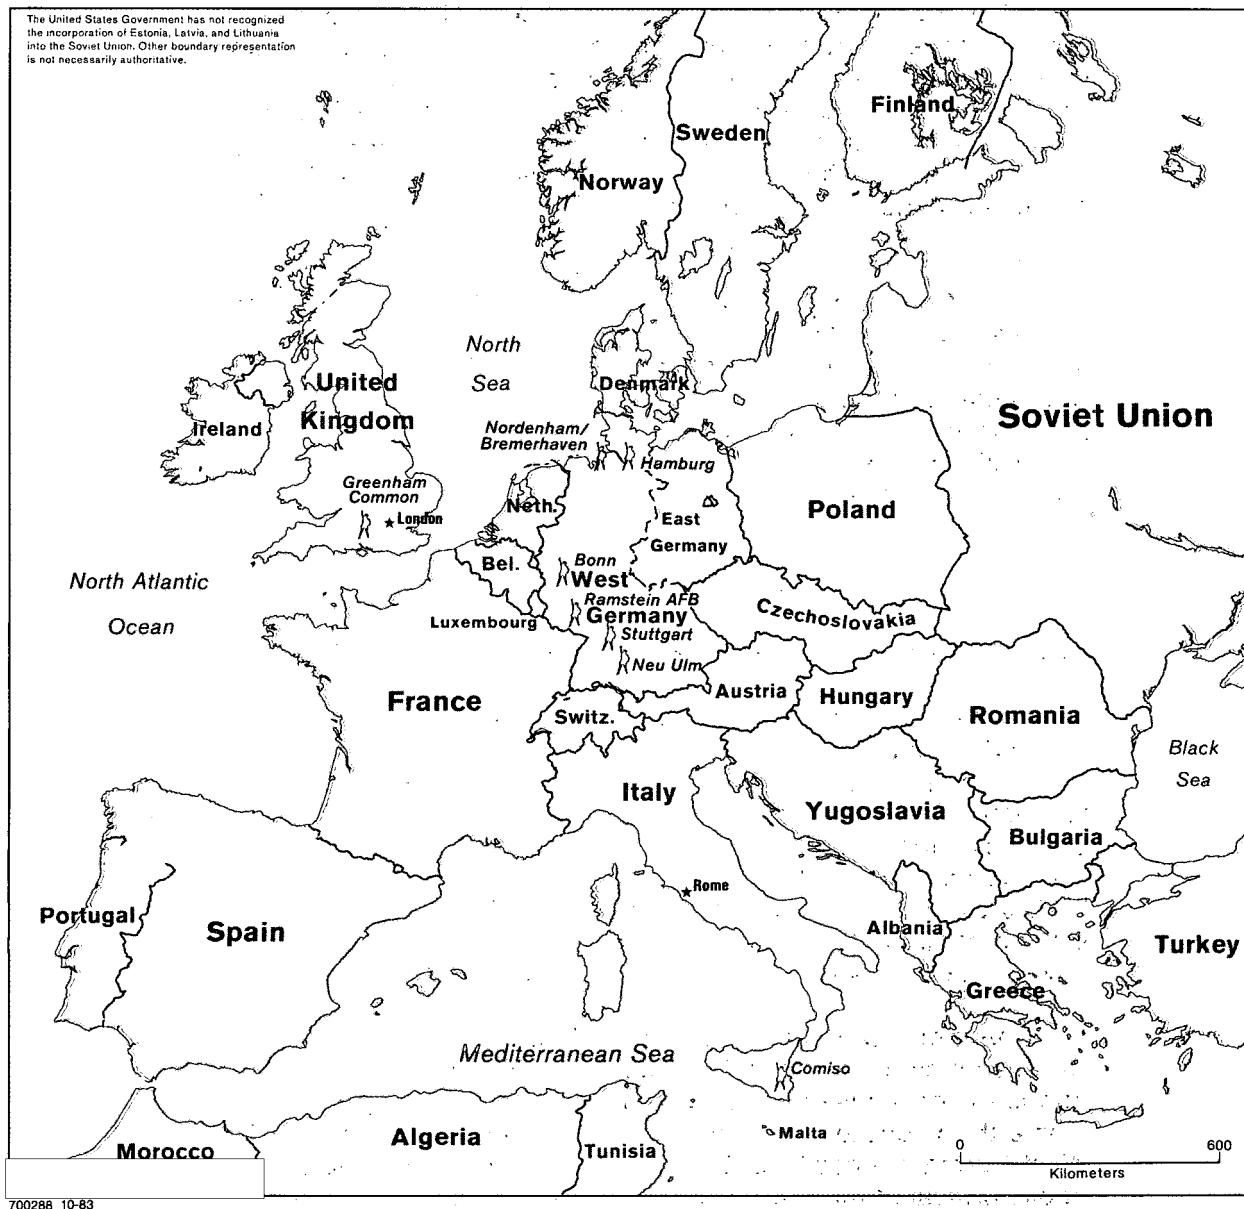 The United States Government has not recognized
the incorporation of Estonia, Latvia, and Lithuania
into the Soviet Union. Other boundary representation
is not necessarily authoritative.
Finland
Sweden
Norway
North
Sea
United
Kingdom
Ireland
Denmark
Soviet Union
Nordenham/
Bremerhaven
Hamburg
Greenham
Common
London
Neth.
East
Germany
Poland
Bel.
Bonn
West
Germany
Ramstein AFB
Stuttgart
Neu Ulm
Luxembourg
Czechoslovakia
North Atlantic
Ocean
France
Switz.
Austria
Hungary
Romania
Black
Sea
Italy
Yugoslavia
Bulgaria
Rome
Portugal
Spain
Albania
Greece
Turkey
Mediterranean Sea
Comiso
Morocco
Algeria
Tunisia
Malta
0 600
Kilometers
700288 10-83